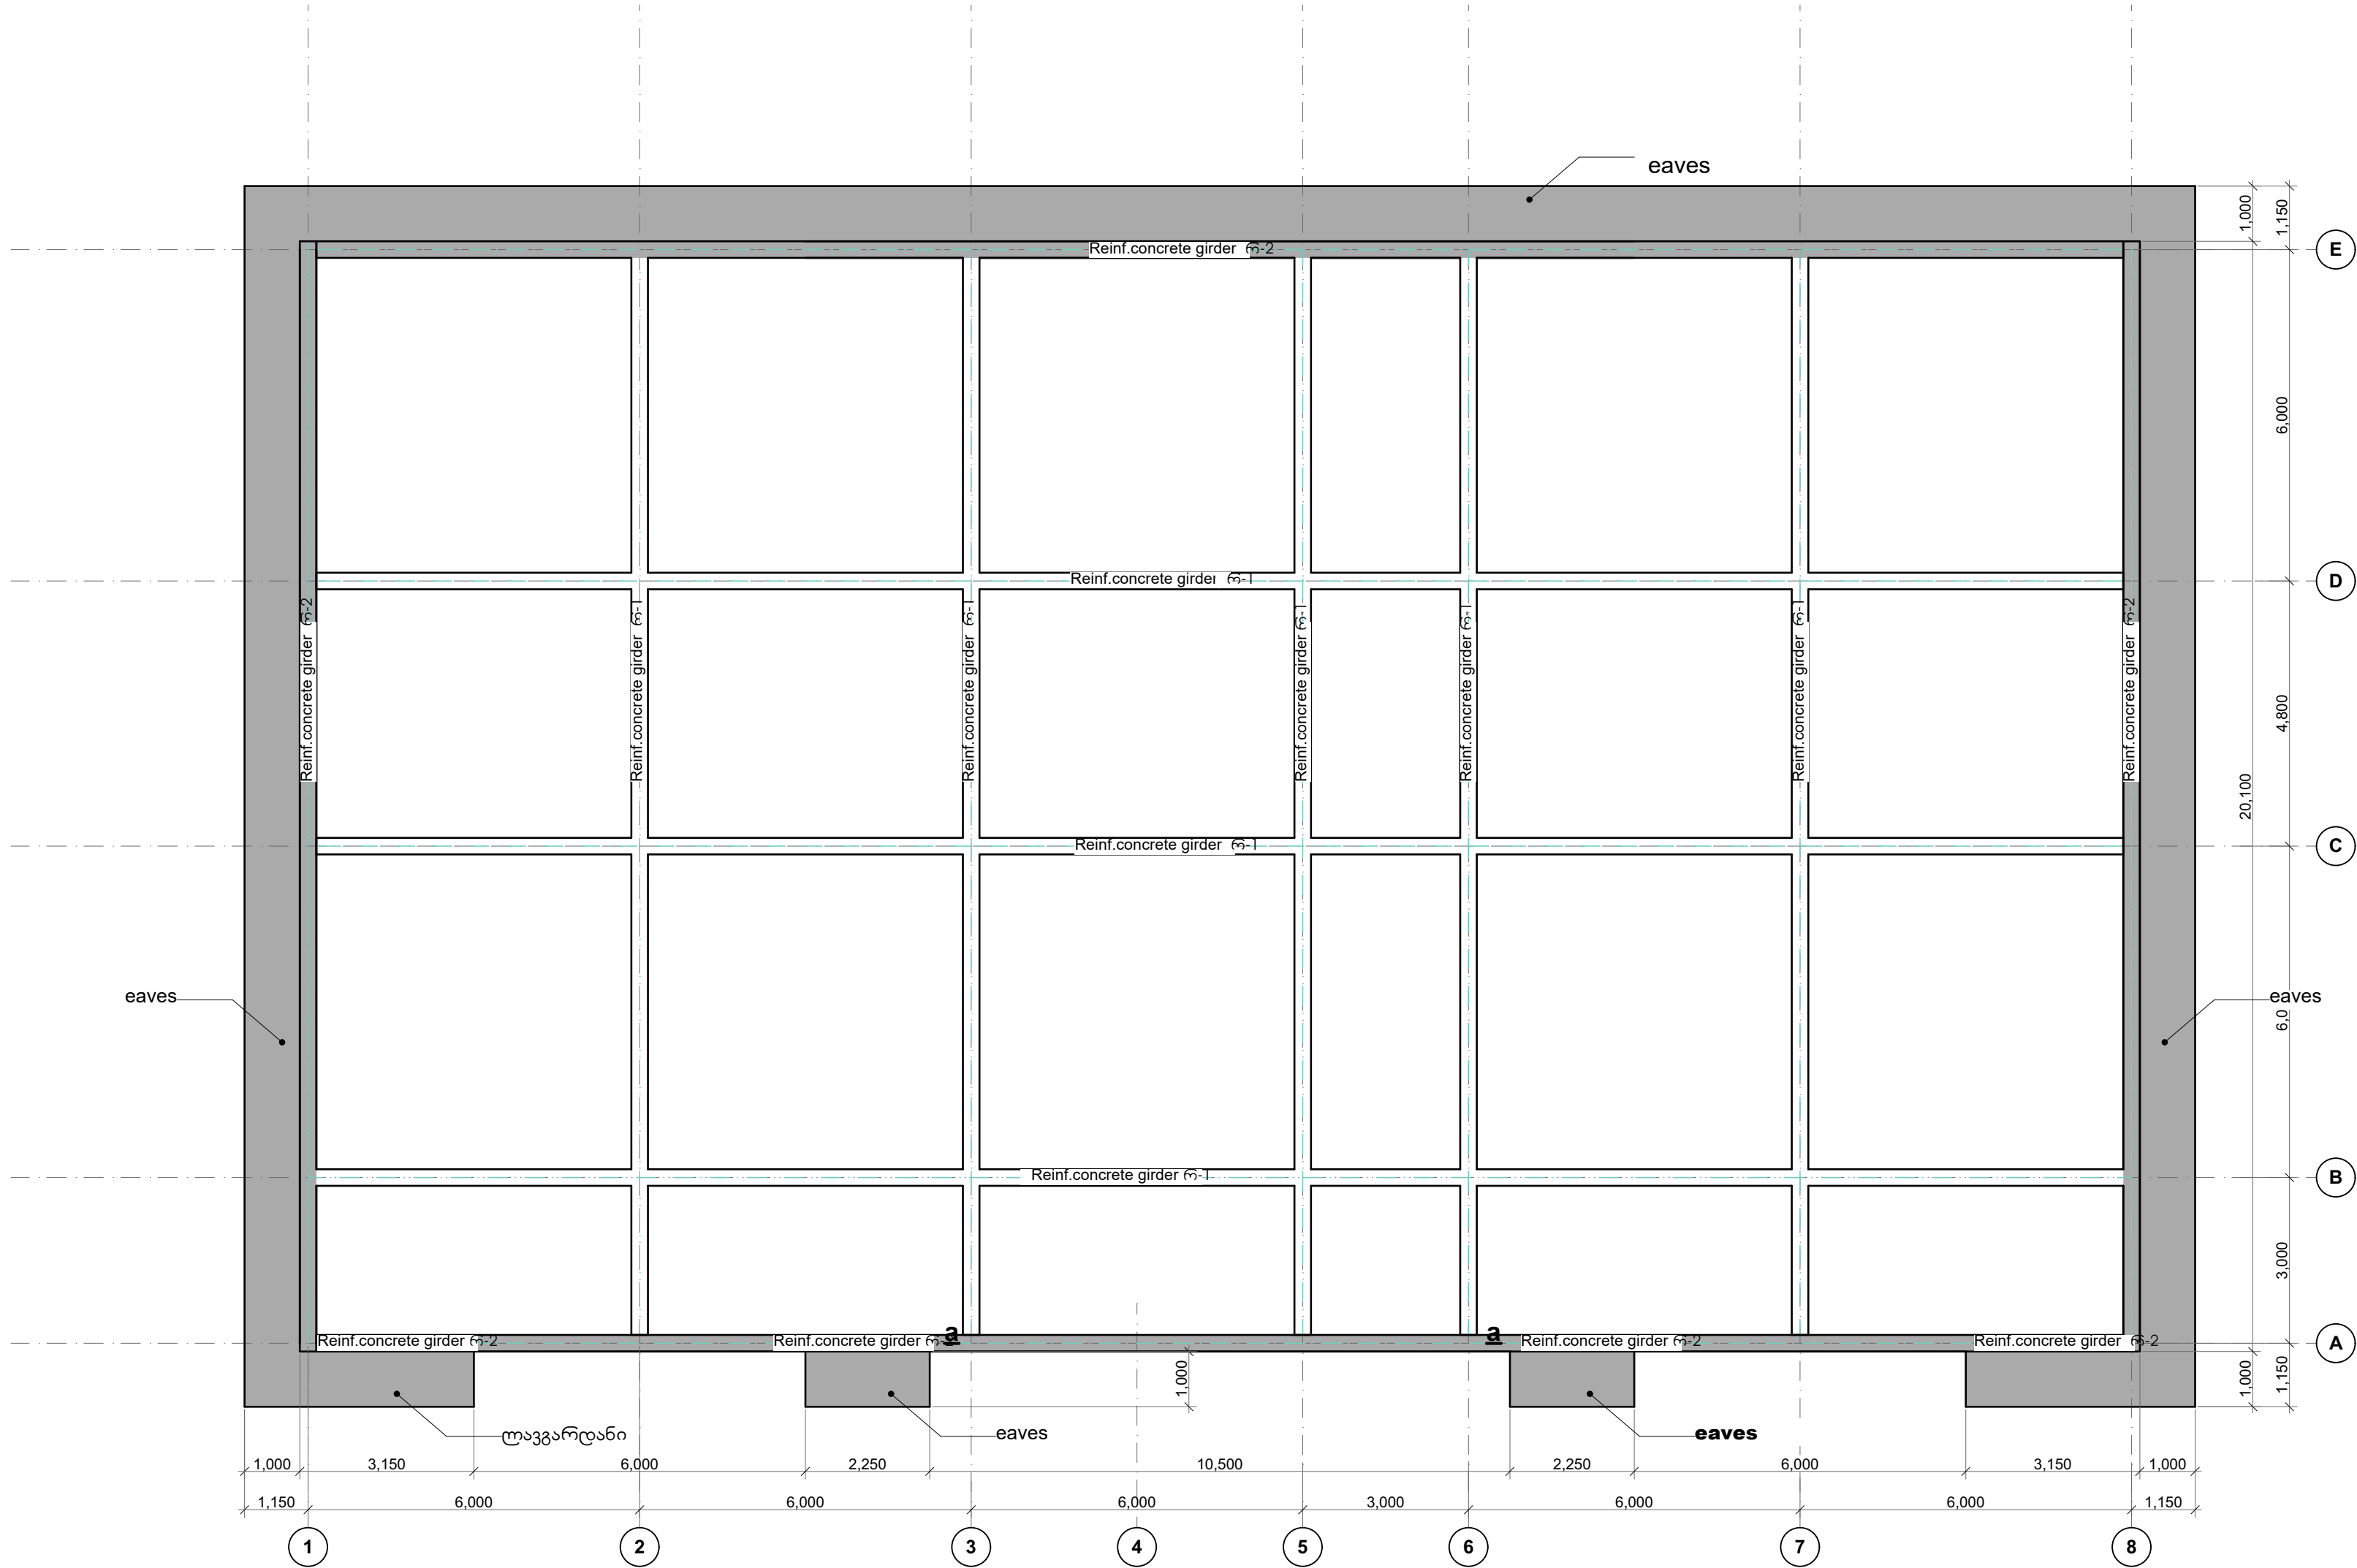 eaves
1,000
1,150
E
Reinf.concrete girder რ-2
6,000
D
Reinf.concrete girder რ-1
Reinf.concrete girder რ-2
Reinf.concrete girder რ-1
Reinf.concrete girder რ-1
Reinf.concrete girder რ-1
Reinf.concrete girder რ-1
Reinf.concrete girder რ-1
Reinf.concrete girder რ-2
4,800
20,100
C
Reinf.concrete girder რ-1
eaves
eaves
6,0
B
Reinf.concrete girder რ-1
3,000
a
a
Reinf.concrete girder რ-2
Reinf.concrete girder
Reinf.concrete girder რ-2
Reinf.concrete girder რ-2
A
1,000
1,000
1,150
ლავგარდანი
eaves
eaves
1,000 3,150 6,000 2,250 10,500 2,250 6,000 3,150 1,000
1,150 6,000 6,000 6,000 3,000 6,000 6,000 1,150
1 2 3 4 5 6 7 8